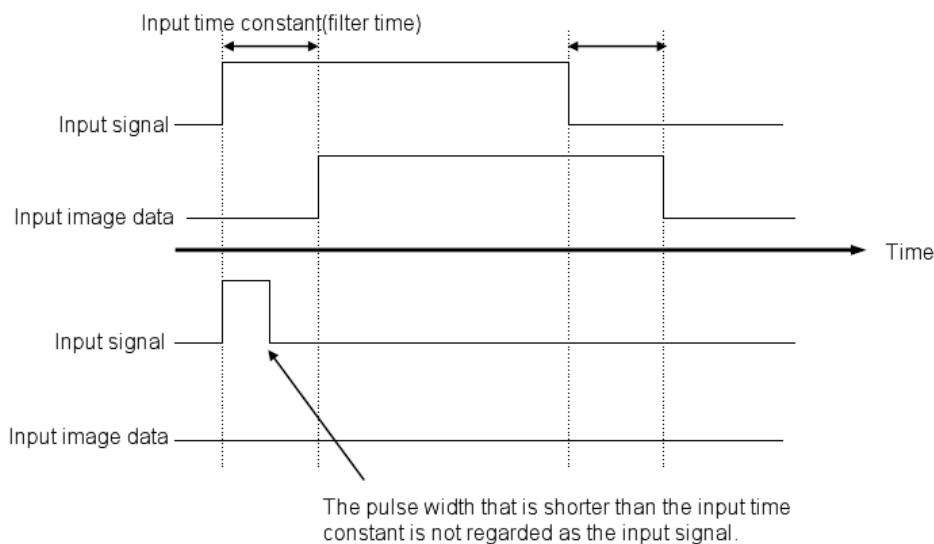 Input time constant(filter time)
Input signal
Input image data
Time
Input signal
Input image data
The pulse width that is shorter than the input time
constant is not regarded as the input signal.